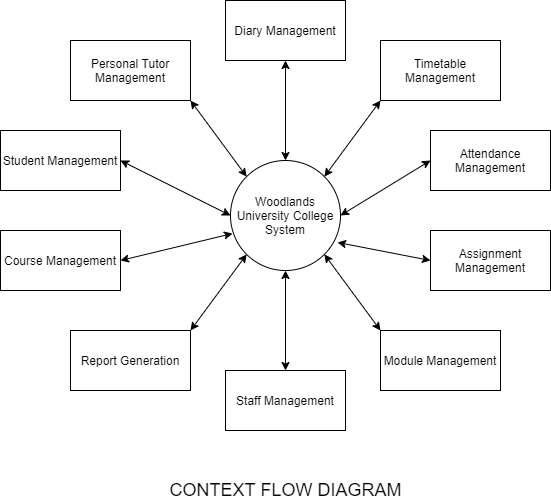 Diary Management
Personal Tutor
Management
Timetable
Management
Student Management
Attendance
Management
Woodlands
University College
System
Course Management
Assignment
Management
Report Generation
Module Management
Staff Management
CONTEXT FLOW DIAGRAM